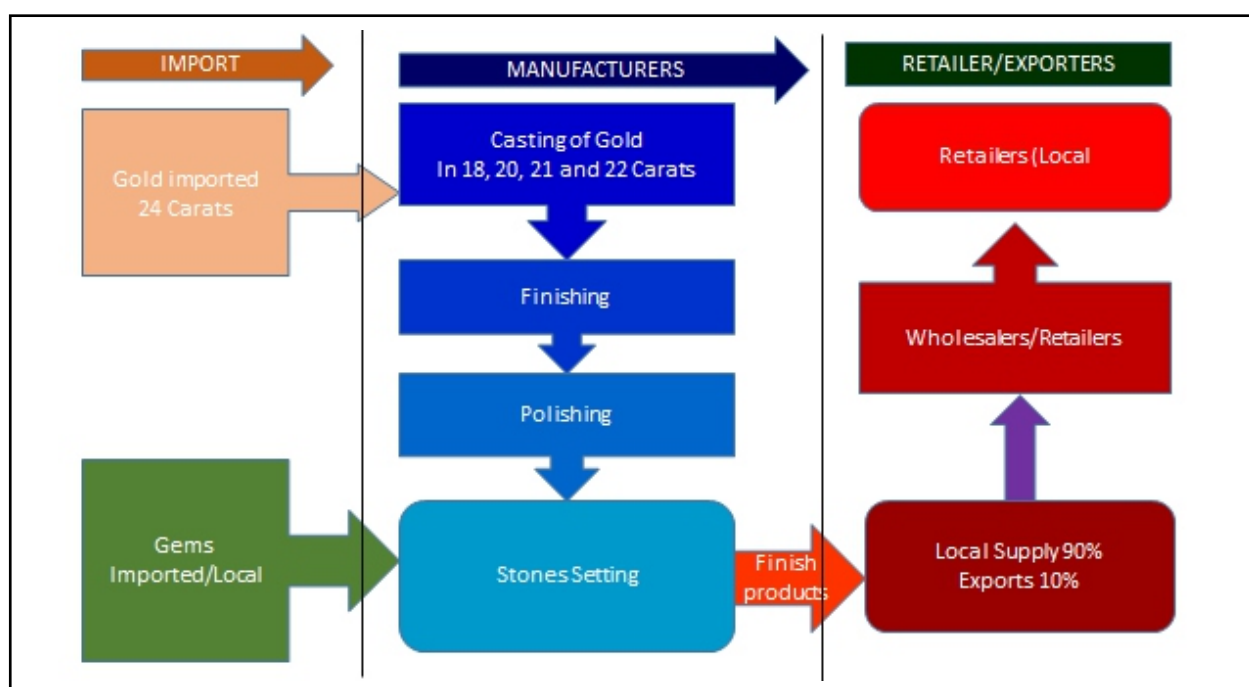 IMPORT
MANUFACTURERS
RETAILER/EXPORTERS
Gold imported
24 Carats
Casting of Gold
In 18, 20, 21 and 22 Carats
Retailers (Local
Finishing
Wholesalers/Retailers
Polishing
Gems
Imported/Local
Stones Setting
Finish
products
Local Supply 90%
Exports 10%